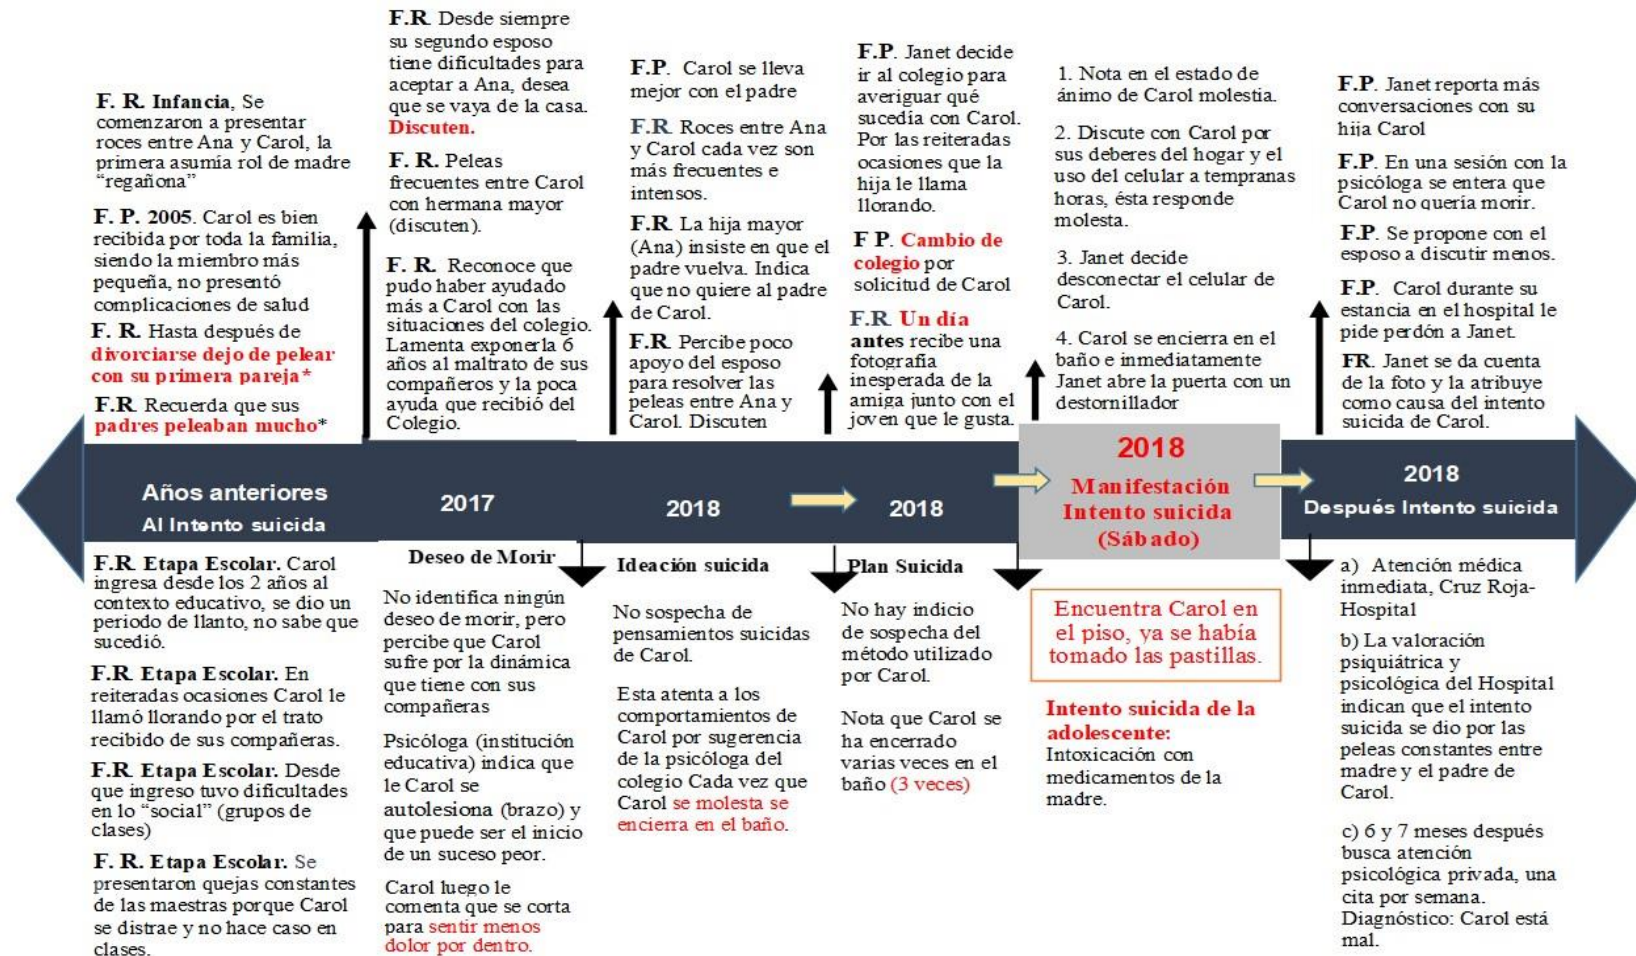 F. R. Infancia, Se
comenzaron a presentar
roces entre Ana y Carol, la
primera asumía rol de madre
“regañona”
F. P. 2005. Carol es bien
recibida por toda la familia,
siendo la miembro más
pequeña, no presentó
complicaciones de salud
F. R. Hasta después de
divorciarse dejo de pelear
con su primera pareja*
F.R. Recuerda que sus
padres peleaban mucho*
F.R. Desde siempre
su segundo esposo
tiene dificultades para
aceptar a Ana, desea
que se vaya de la casa.
Discuten.
F. R. Peleas
frecuentes entre Carol
con hermana mayor
(discuten).
F. R. Reconoce que
pudo haber ayudado
más a Carol con las
situaciones del colegio.
Lamenta exponerla 6
años al maltrato de sus
compañeros y la poca
ayuda que recibió del
Colegio.
F.P. Carol se lleva
mejor con el padre
F.R. Roces entre Ana
y Carol cada vez son
más frecuentes e
intensos.
F.R. La hija mayor
(Ana) insiste en que el
padre vuelva. Indica
que no quiere al padre
de Carol.
F.R. Percibe poco
apoyo del esposo
para resolver las
peleas entre Ana y
Carol. Discuten
F.P. Janet decide
ir al colegio para
averiguar qué
sucedía con Carol.
Por las reiteradas
ocasiones que la
hija le llama
llorando.
F P. Cambio de
colegio por
solicitud de Carol
F.R. Un día
antes recibe una
fotografía
inesperada de la
amiga junto con el
joven que le gusta.
1. Nota en el estado de
ánimo de Carol molestia.
2. Discute con Carol por
sus deberes del hogar y el
uso del celular a tempranas
horas, ésta responde
molesta.
3. Janet decide
desconectar el celular de
Carol.
4. Carol se encierra en el
baño e inmediatamente
Janet abre la puerta con un
destornillador
F.P. Janet reporta más
conversaciones con su
hija Carol
F.P. En una sesión con la
psicóloga se entera que
Carol no quería morir.
F.P. Se propone con el
esposo a discutir menos.
F.P. Carol durante su
estancia en el hospital le
pide perdón a Janet.
FR. Janet se da cuenta
de la foto y la atribuye
como causa del intento
suicida de Carol.
Años anteriores
Al Intento suicida
2017
2018
2018
2018
Manifestación
Intento suicida
(Sábado)
2018
Después Intento suicida
F.R. Etapa Escolar. Carol
ingresa desde los 2 años al
contexto educativo, se dio un
periodo de llanto, no sabe que
sucedió.
F.R. Etapa Escolar. En
reiteradas ocasiones Carol le
llamó llorando por el trato
recibido de sus compañeras.
F.R. Etapa Escolar. Desde
que ingreso tuvo dificultades
en lo “social” (grupos de
clases)
F. R. Etapa Escolar. Se
presentaron quejas constantes
de las maestras porque Carol
se distrae y no hace caso en
clases.
Deseo de Morir
No identifica ningún
deseo de morir, pero
percibe que Carol
sufre por la dinámica
que tiene con sus
compañeras
Psicóloga (institución
educativa) indica que
le Carol se
autolesiona (brazo) y
que puede ser el inicio
de un suceso peor.
Carol luego le
comenta que se corta
para sentir menos
dolor por dentro.
Ideación suicida
No sospecha de
pensamientos suicidas
de Carol.
Esta atenta a los
comportamientos de
Carol por sugerencia
de la psicóloga del
colegio Cada vez que
Carol se molesta se
encierra en el baño.
Plan Suicida
No hay indicio
de sospecha del
método utilizado
por Carol.
Nota que Carol se
ha encerrado
varias veces en el
baño (3 veces)
Encuentra Carol en
el piso, ya se había
tomado las pastillas.
Intento suicida de la
adolescente:
Intoxicación con
medicamentos de la
madre.
a) Atención médica
inmediata, Cruz Roja-
Hospital
b) La valoración
psiquiátrica y
psicológica del Hospital
indican que el intento
suicida se dio por las
peleas constantes entre
madre y el padre de
Carol.
c) 6 y 7 meses después
busca atención
psicológica privada, una
cita por semana.
Diagnóstico: Carol está
mal.